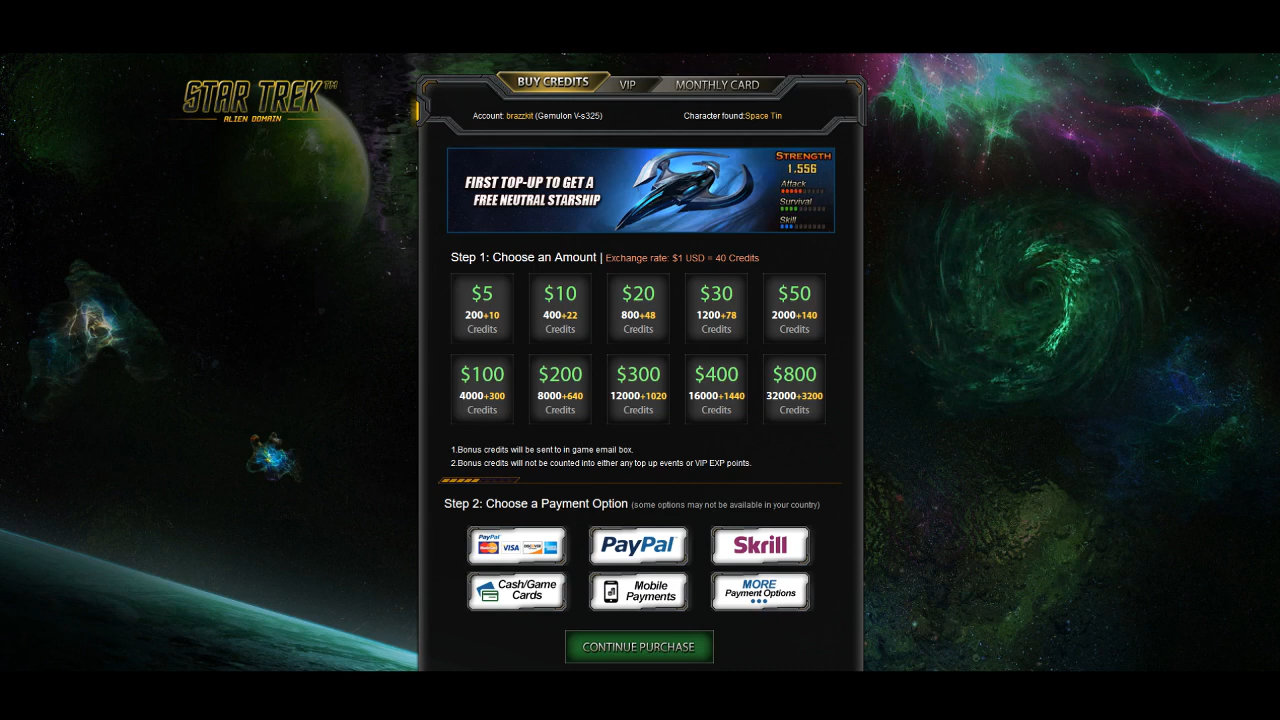 STAR TREK™
ALIEN DOMAIN
BUY CREDITS VIP MONTHLY CARD
Account: brazzkit (Gemulon V-s325) Character found:Space Tin
FIRST TOP-UP TO GET A
FREE NEUTRAL STARSHIP
STRENGTH
1.556
Attack
Survival
Skill
Step 1: Choose an Amount | Exchange rate: $1 USD = 40 Credits
$5 $10 $20 $30 $50
200+10 400+22 800+48 1200+78 2000+140
Credits Credits Credits Credits Credits
$100 $200 $300 $400 $800
4000+300 8000+640 12000+1020 16000+1440 32000+3200
Credits Credits Credits Credits Credits
1.Bonus credits will be sent to in game email box.
2.Bonus credits will not be counted into either any top up events or VIP EXP points.
Step 2: Choose a Payment Option (some options may not be available in your country)
PayPal
MasterCard VISA DISCOVER
PayPal™ Skrill
Cash/Game
Cards
Mobile
Payments
MORE
Payment Options
CONTINUE PURCHASE